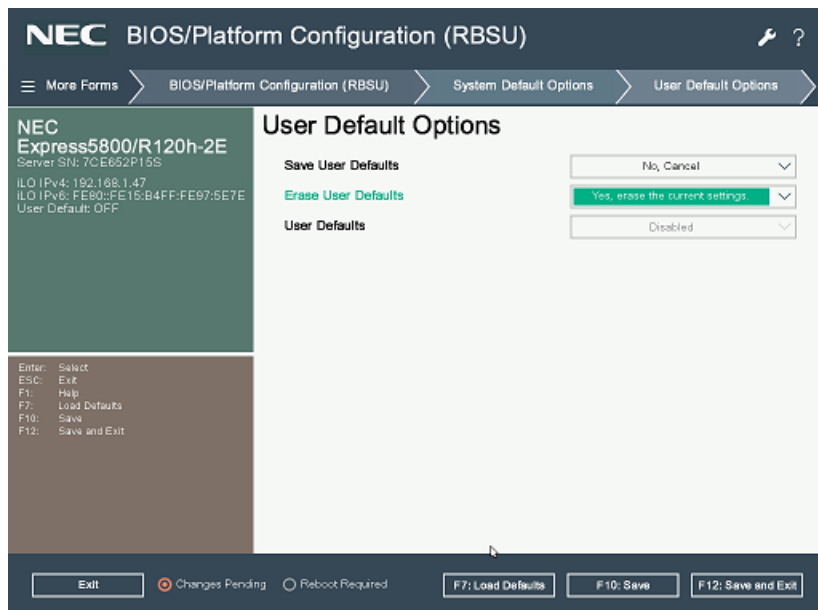 NEC BIOS/Platform Configuration (RBSU) ?
More Forms BIOS/Platform Configuration (RBSU) System Default Options User Default Options
NEC
Express5800/R120h-2E
Server SN: 7CE652P15S
iLO IPv4: 192.168.1.47
iLO IPv6: FE80::FE15:B4FF:FE97:5E7E
User Default: OFF
User Default Options
Save User Defaults No, Cancel
Erase User Defaults Yes, erase the current settings.
User Defaults Disabled
Enter: Select
ESC: Exit
F1: Help
F7: Load Defaults
F10: Save
F12: Save and Exit
Exit Changes Pending Reboot Required F7: Load Defaults F10: Save F12: Save and Exit